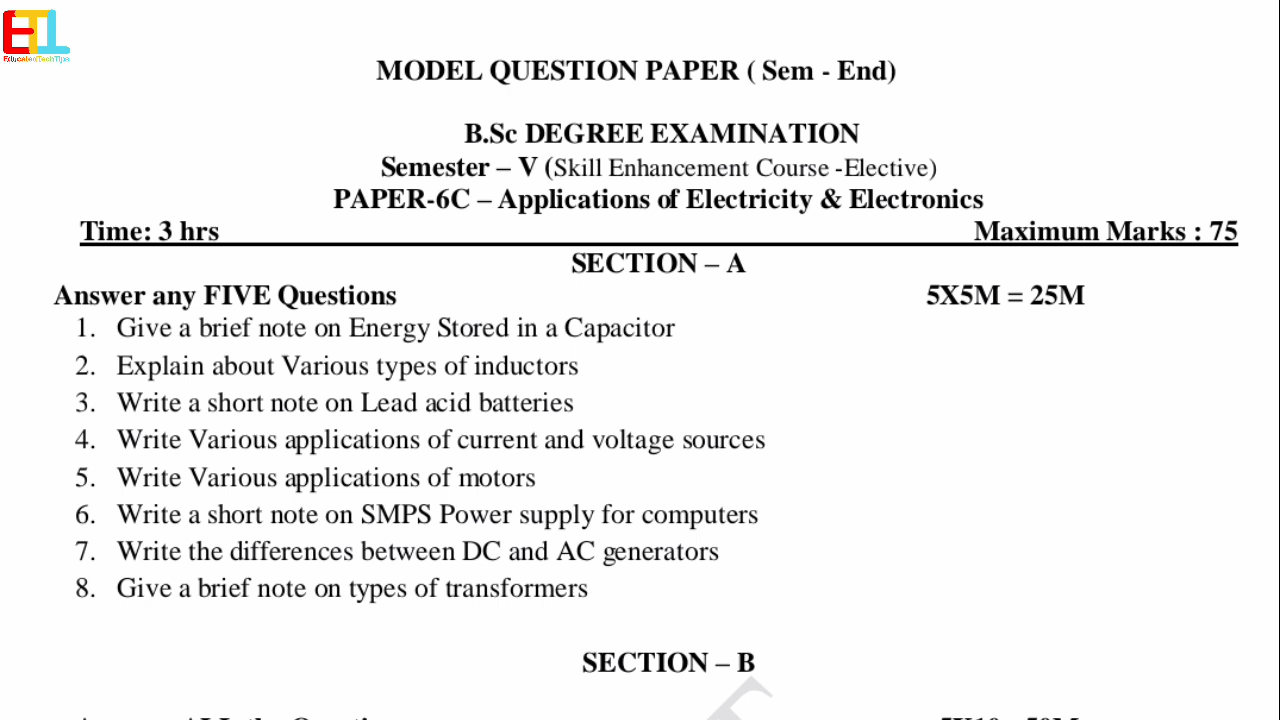 ETL
EducatedTechTips
MODEL QUESTION PAPER ( Sem - End)
B.Sc DEGREE EXAMINATION
Semester – V (Skill Enhancement Course -Elective)
PAPER-6C – Applications of Electricity & Electronics
Time: 3 hrs Maximum Marks : 75
SECTION – A
Answer any FIVE Questions 5X5M = 25M
1. Give a brief note on Energy Stored in a Capacitor
2. Explain about Various types of inductors
3. Write a short note on Lead acid batteries
4. Write Various applications of current and voltage sources
5. Write Various applications of motors
6. Write a short note on SMPS Power supply for computers
7. Write the differences between DC and AC generators
8. Give a brief note on types of transformers
SECTION – B